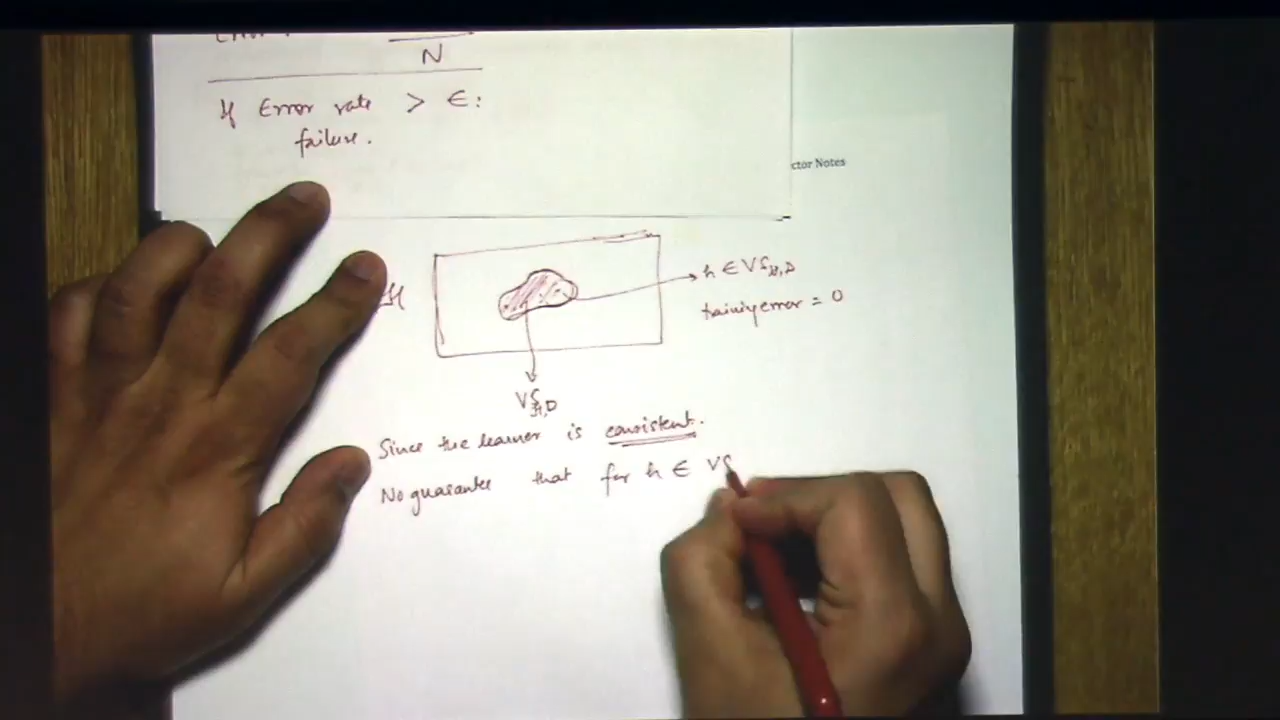 N
If Error rate > ∈:
failure.
ctor Notes
H
h ∈ VS_H,D
training error = 0
VS_H,D
Since the learner is consistent.
No guarantee that for h ∈ VS